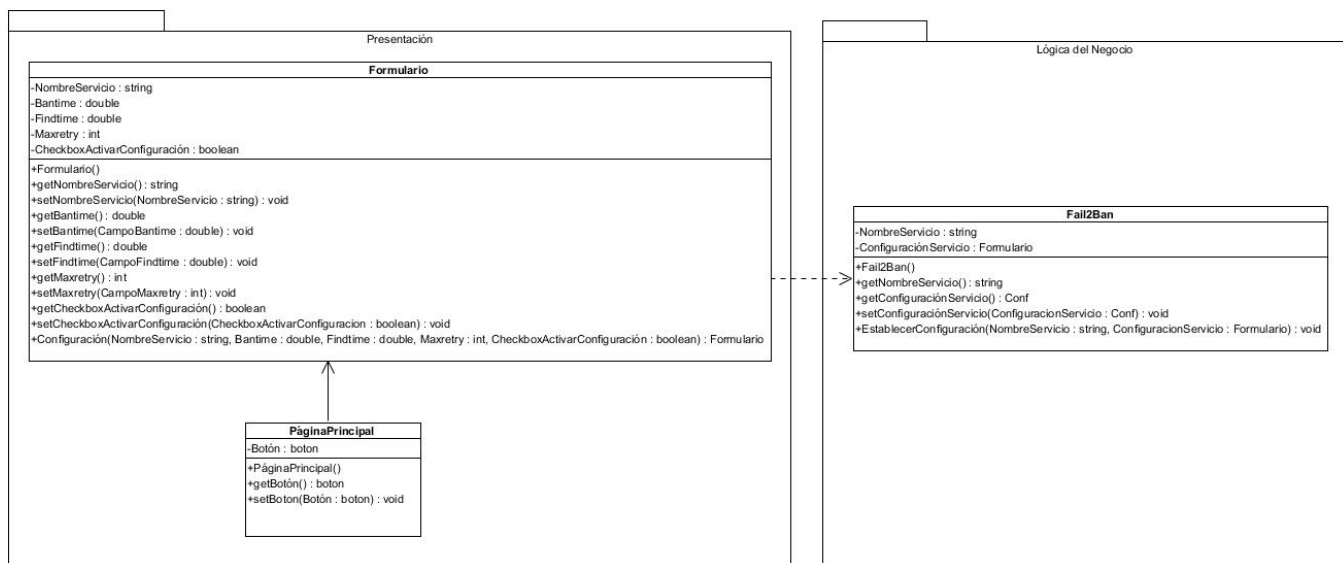 Presentación
Formulario
-NombreServicio : string
-Bantime : double
-Findtime : double
-Maxretry : int
-CheckboxActivarConfiguración : boolean
+Formulario()
+getNombreServicio() : string
+setNombreServicio(NombreServicio : string) : void
+getBantime() : double
+setBantime(CampoBantime : double) : void
+getFindtime() : double
+setFindtime(CampoFindtime : double) : void
+getMaxretry() : int
+setMaxretry(CampoMaxretry : int) : void
+getCheckboxActivarConfiguración() : boolean
+setCheckboxActivarConfiguración(CheckboxActivarConfiguracion : boolean) : void
+Configuración(NombreServicio : string, Bantime : double, Findtime : double, Maxretry : int, CheckboxActivarConfiguración : boolean) : Formulario
PàginaPrincipal
-Botón : boton
+PáginaPrincipal()
+getBotón() : boton
+setBoton(Botón : boton) : void
Lógica del Negocio
Fail2Ban
-NombreServicio : string
-ConfiguraciónServicio : Formulario
+Fail2Ban()
+getNombreServicio() : string
+getConfiguraciónServicio() : Conf
+setConfiguraciónServicio(ConfiguracionServicio : Conf) : void
+EstablecerConfiguración(NombreServicio : string, ConfiguracionServicio : Formulario) : void